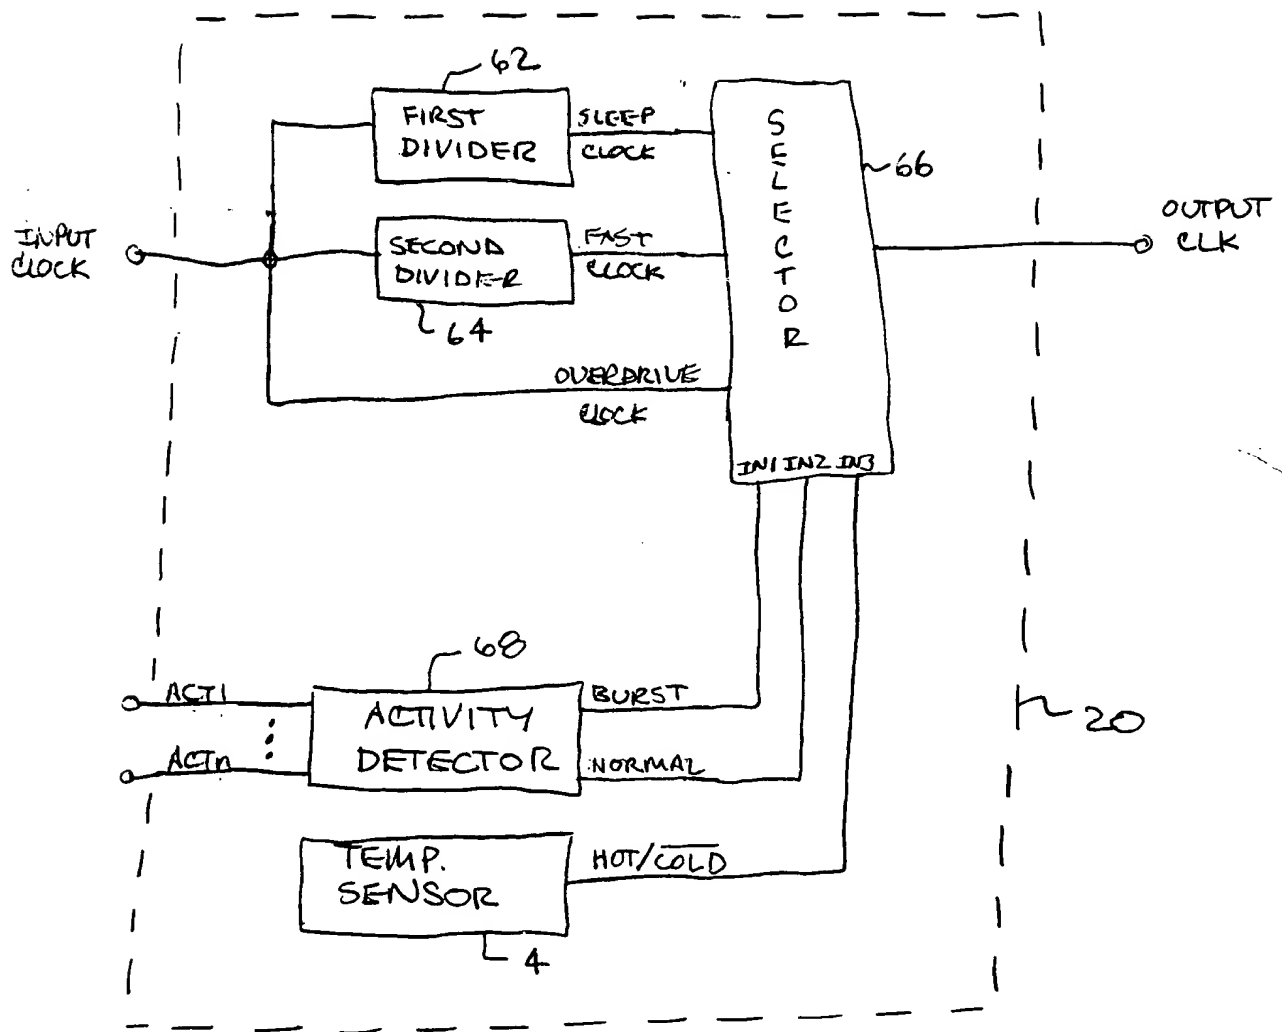 62
FIRST
DIVIDER
SLEEP
CLOCK
SELECTOR
66
INPUT
CLOCK
SECOND
DIVIDER
FAST
CLOCK
64
OUTPUT
CLK
OVERDRIVE
CLOCK
IN1 IN2 IN3
68
ACT1
ACTn
ACTIVITY
DETECTOR
BURST
NORMAL
20
TEMP.
SENSOR
HOT/C̅O̅L̅D̅
4